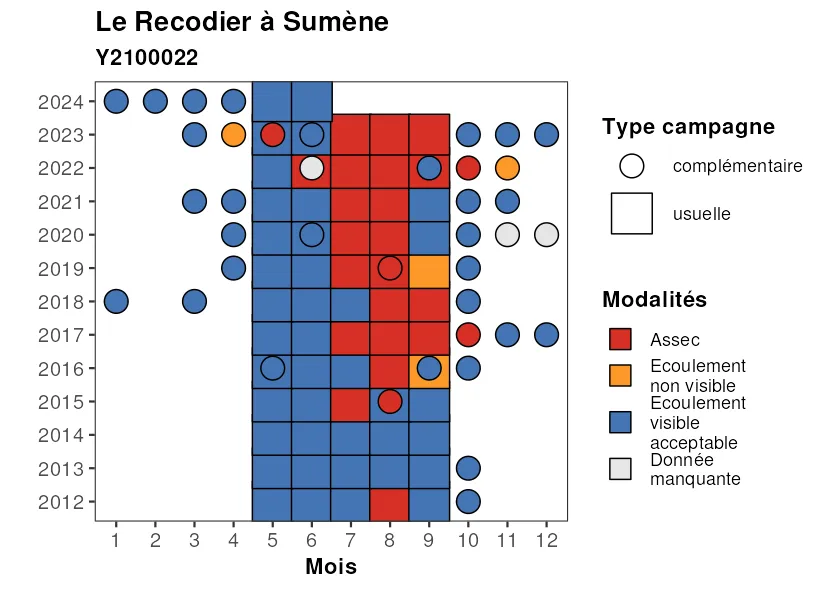 Le Recodier à Sumène
Y2100022
2024
2023
2022
2021
2020
2019
2018
2017
2016
2015
2014
2013
2012
1 2 3 4 5 6 7 8 9 10 11 12
Mois
Type campagne
complémentaire
usuelle
Modalités
Assec
Ecoulement
non visible
Ecoulement
visible
acceptable
Donnée
manquante